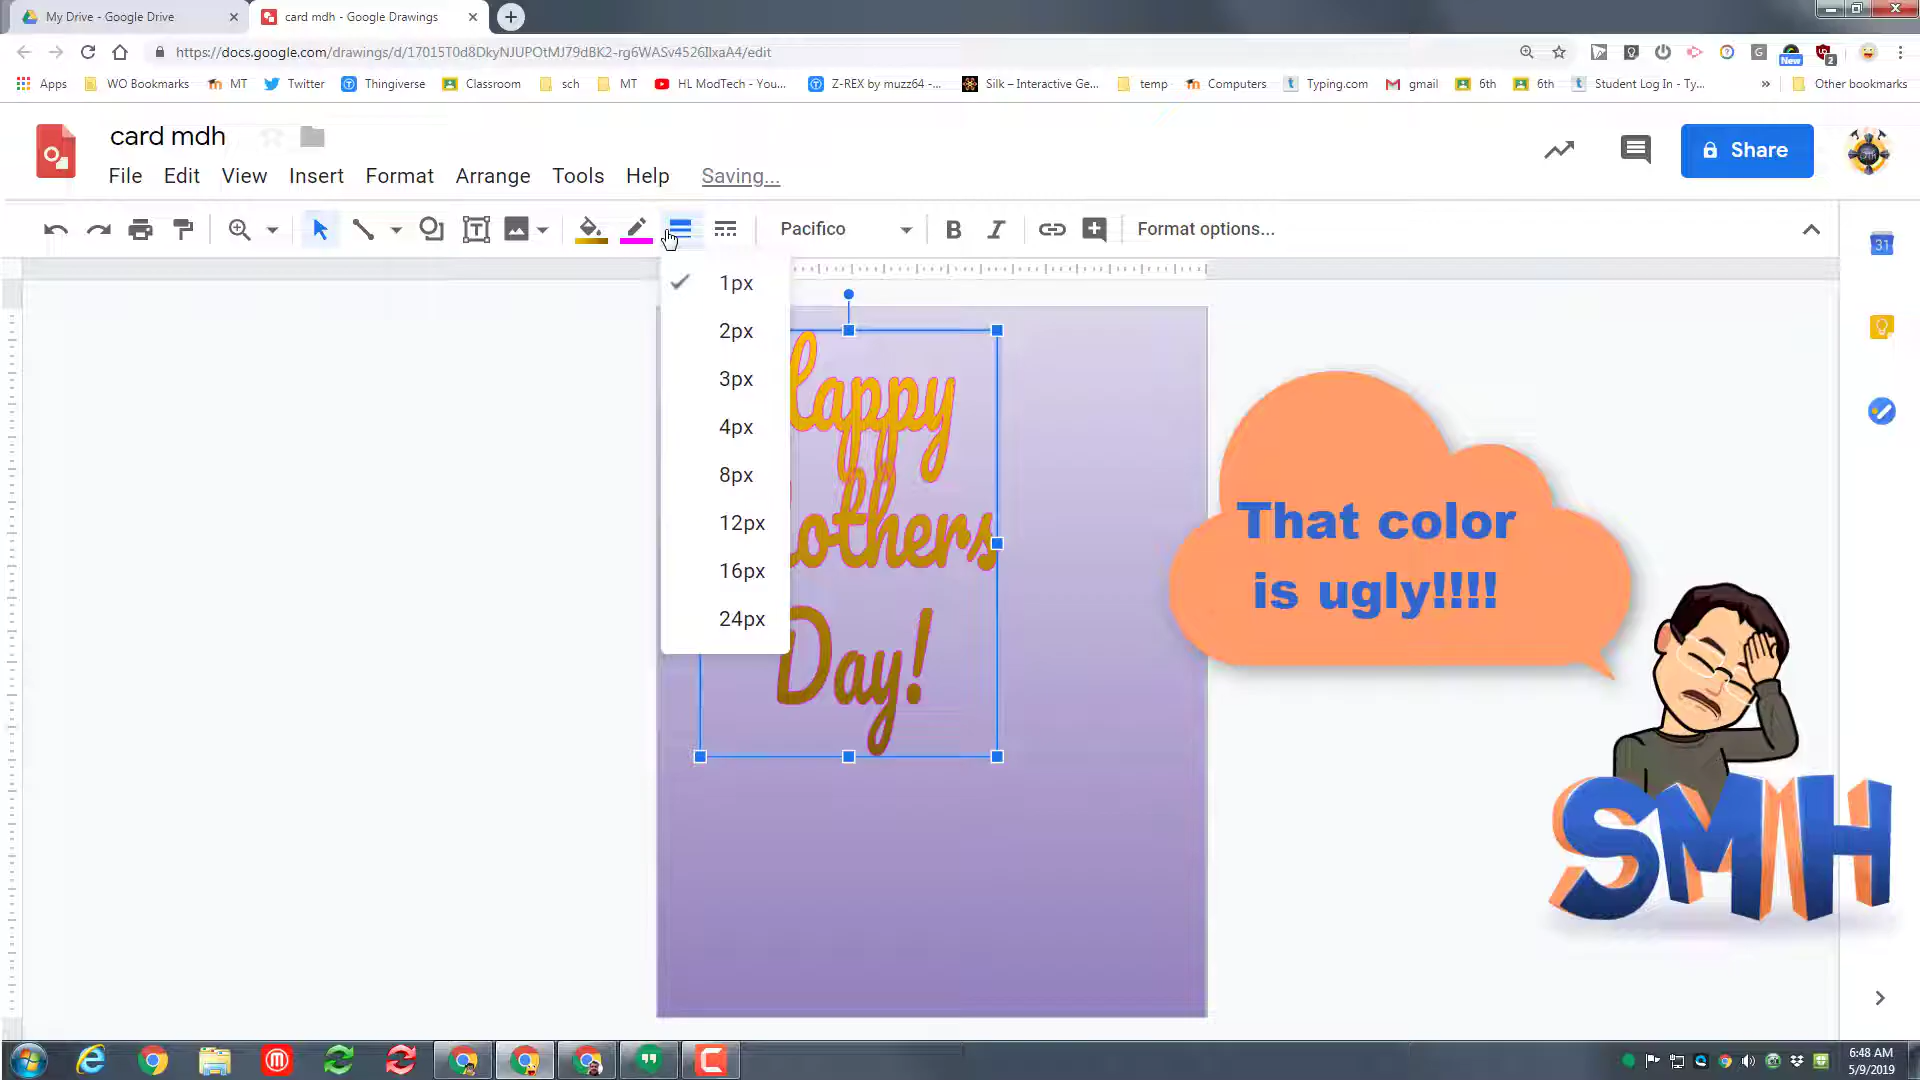 My Drive - Google Drive
card mdh - Google Drawings
https://docs.google.com/drawings/d/17015T0d8DkyNJUPOtMJ79dBK2-rg6WASv4526IlxaA4/edit
New
2
Apps
WO Bookmarks
MT
Twitter
Thingiverse
Classroom
sch
MT
HL ModTech - You...
Z-REX by muzz64 -...
Silk – Interactive Ge...
temp
Computers
Typing.com
gmail
6th
6th
Student Log In - Ty...
»
Other bookmarks
card mdh
Share
File
Edit
View
Insert
Format
Arrange
Tools
Help
Saving...
Pacifico
B
I
Format options...
31
1px
2px
3px
4px
8px
12px
16px
24px
Day!
That color
is ugly!!!!
SMH
6:48 AM
5/9/2019